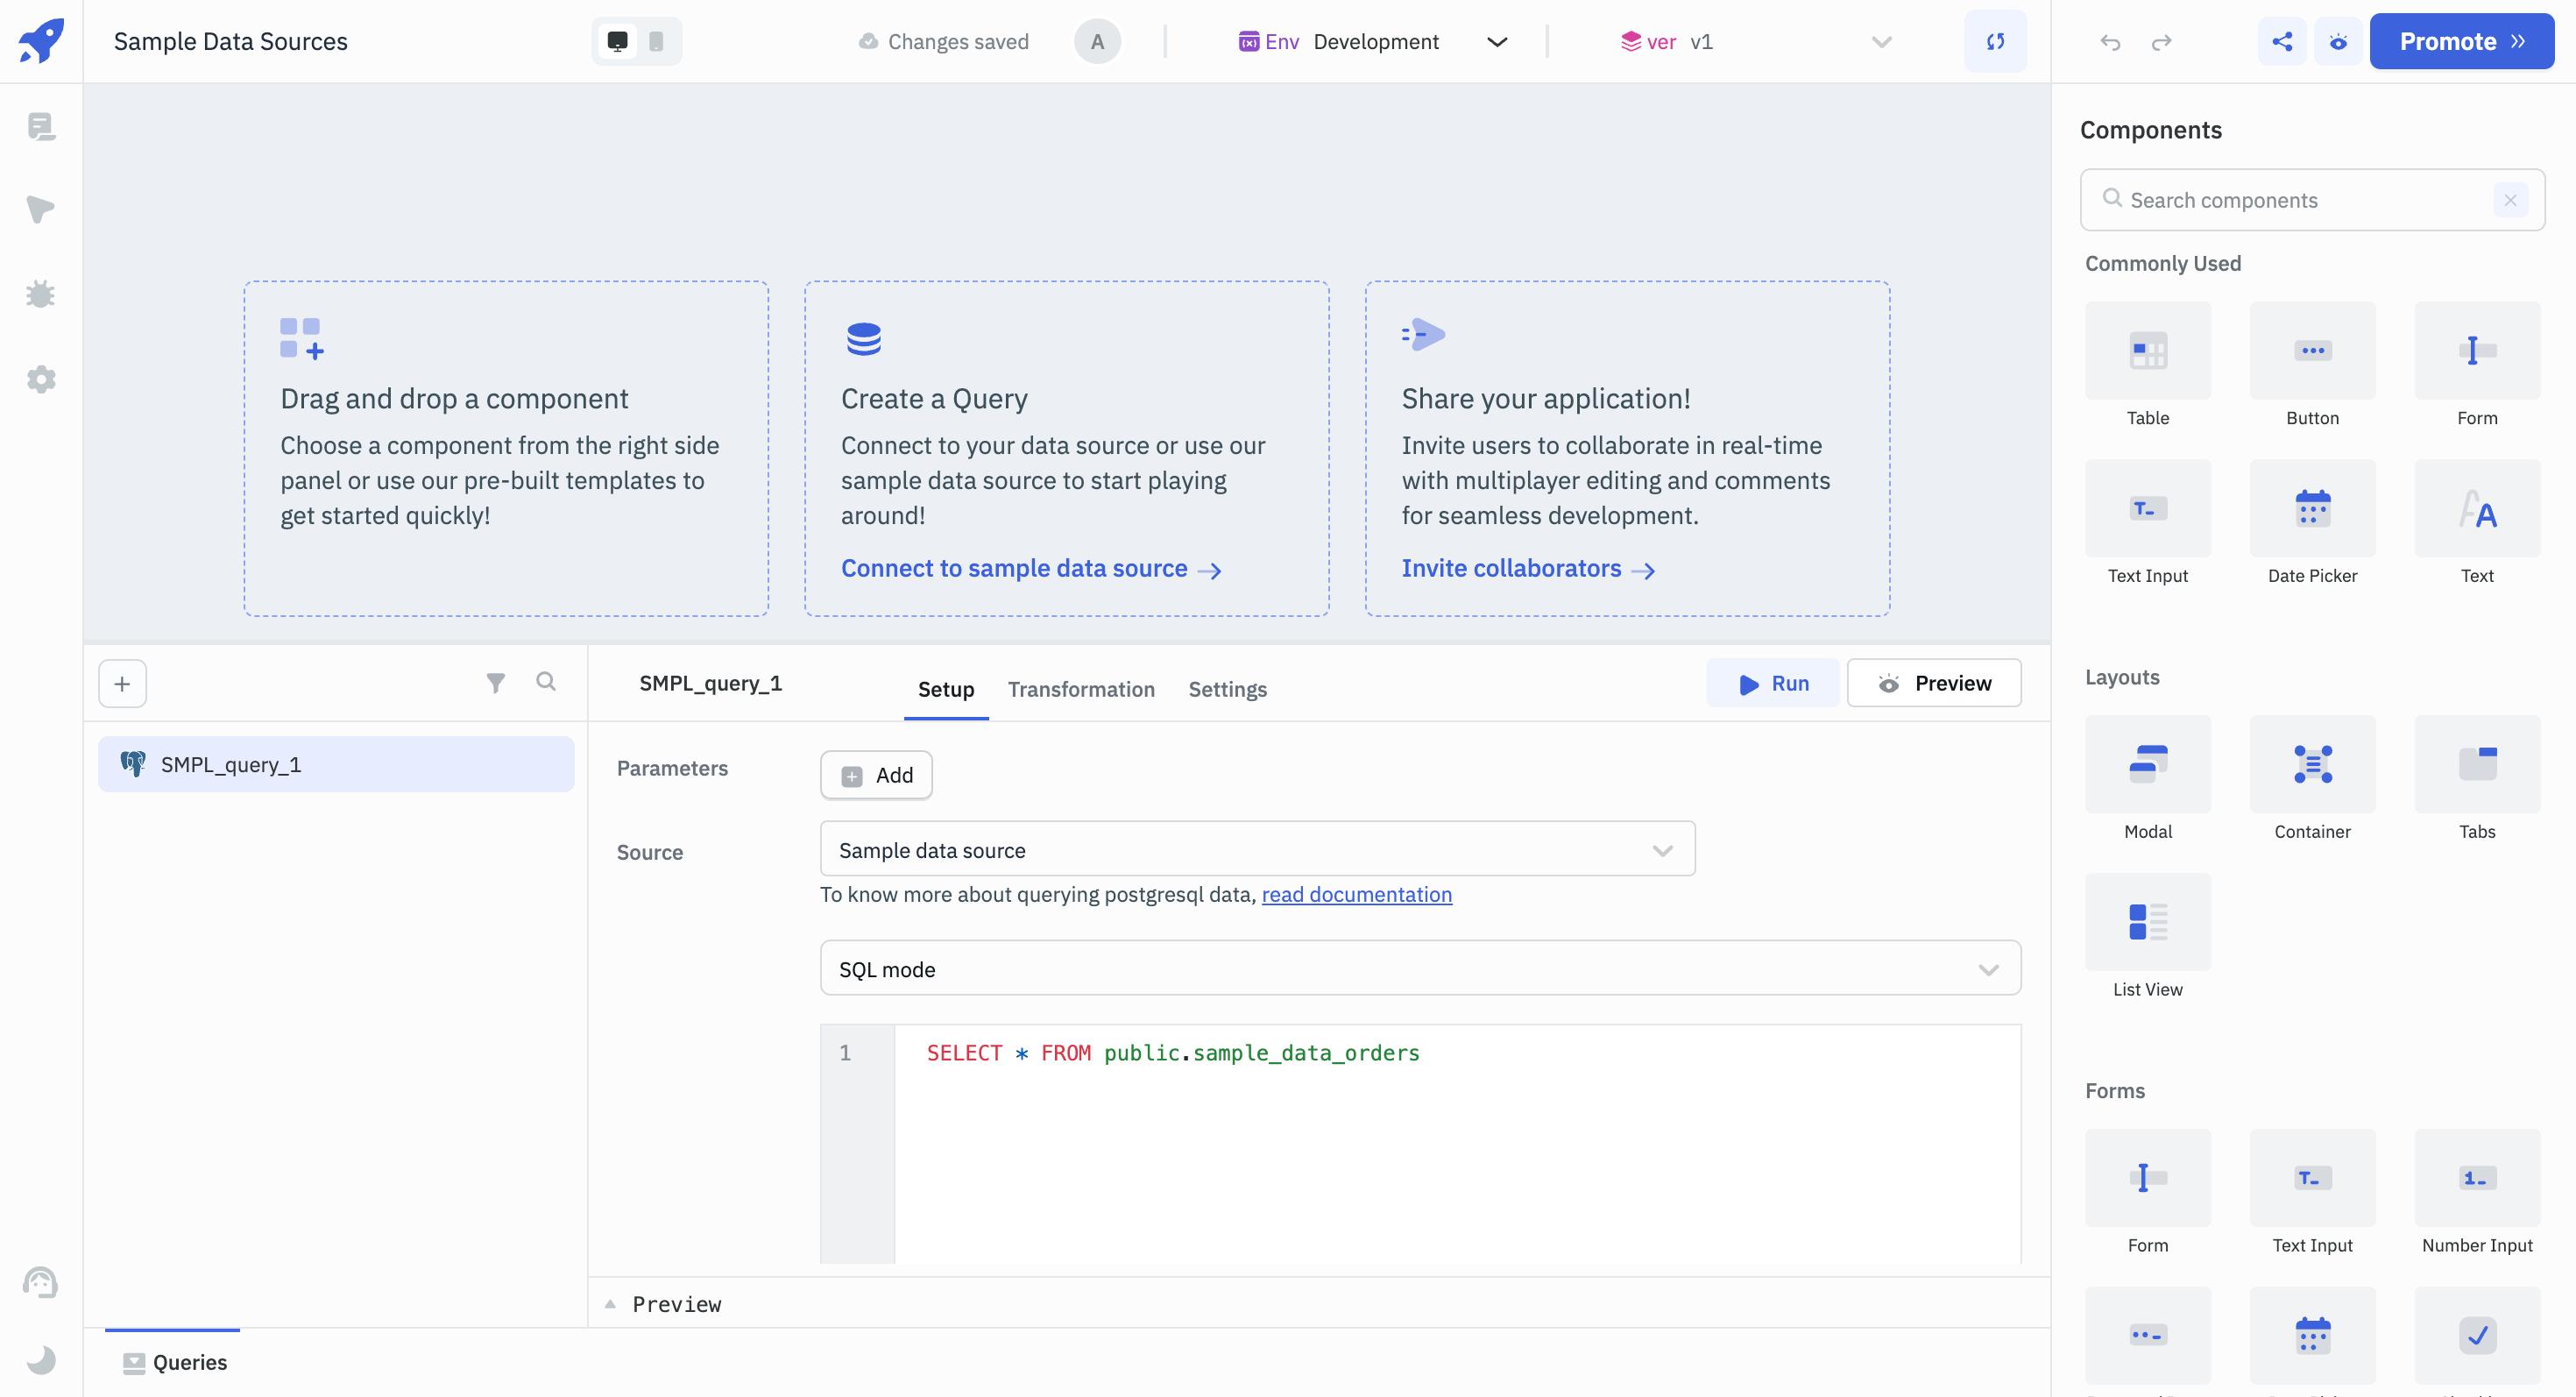 Sample Data Sources
Changes saved
A
Env Development
ver v1
Promote
Drag and drop a component
Choose a component from the right side
panel or use our pre-built templates to
get started quickly!
Create a Query
Connect to your data source or use our
sample data source to start playing
around!
Connect to sample data source
Share your application!
Invite users to collaborate in real-time
with multiplayer editing and comments
for seamless development.
Invite collaborators
SMPL_query_1
SMPL_query_1
Setup
Transformation
Settings
Run
Preview
Parameters
Add
Source
Sample data source
To know more about querying postgresql data, read documentation
SQL mode
1
SELECT * FROM public.sample_data_orders
Preview
Queries
Components
Search components
Commonly Used
Table
Button
Form
Text Input
Date Picker
Text
Layouts
Modal
Container
Tabs
List View
Forms
Form
Text Input
Number Input